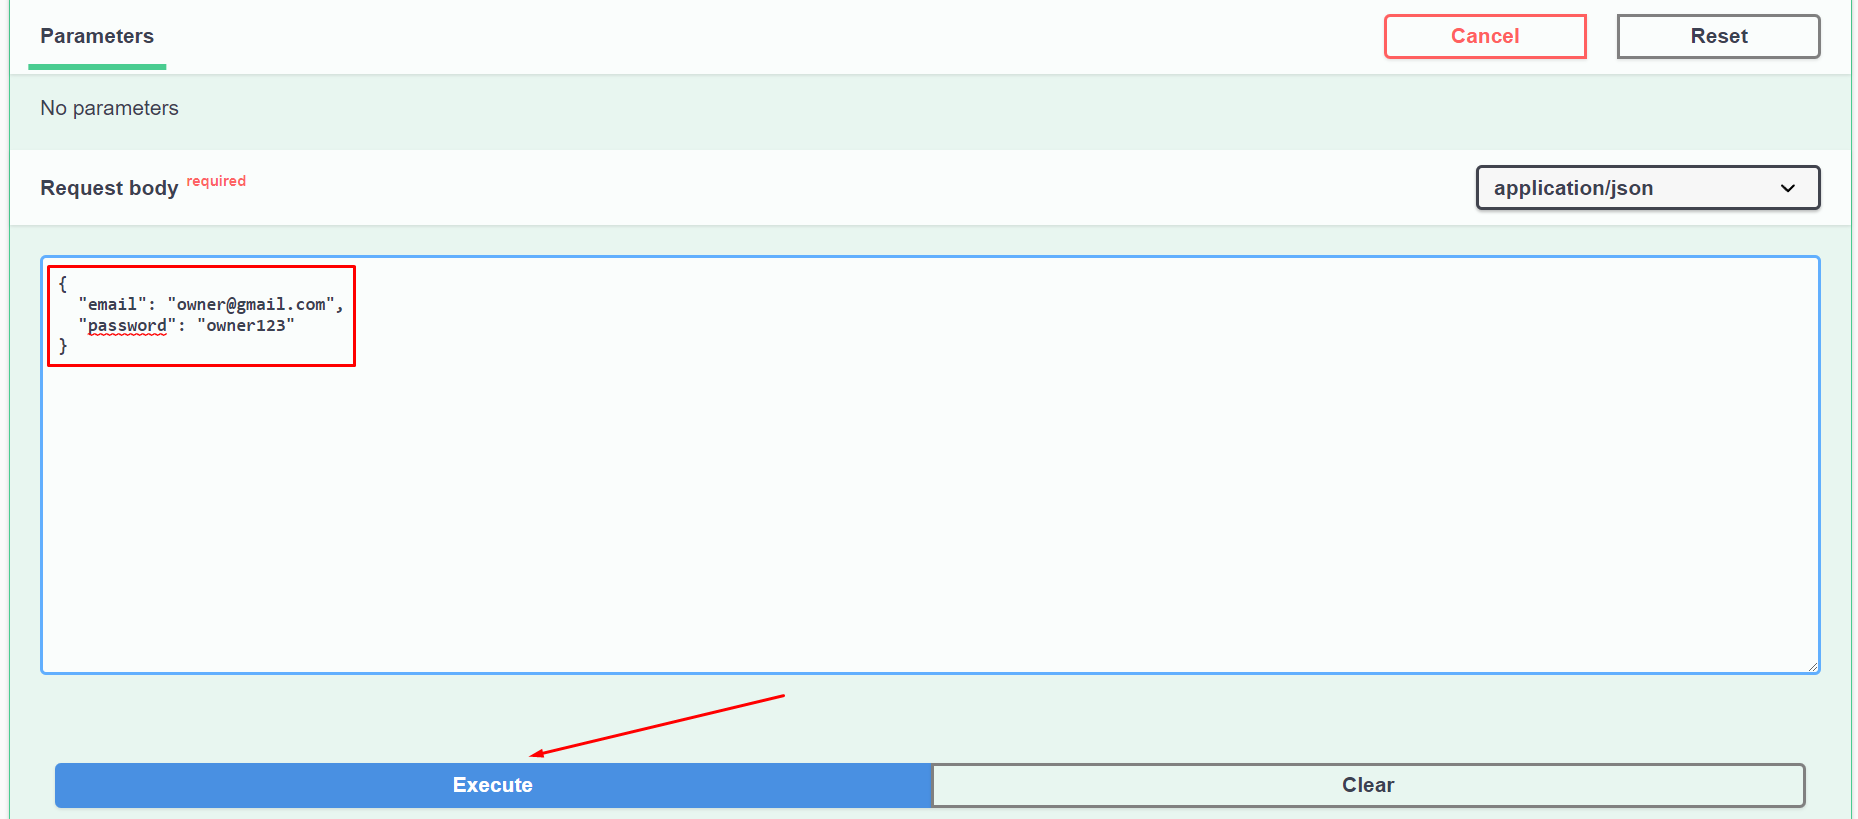 Parameters
Cancel
Reset
No parameters
Request body required
application/json
{
  "email": "owner@gmail.com",
  "password": "owner123"
}
Execute
Clear